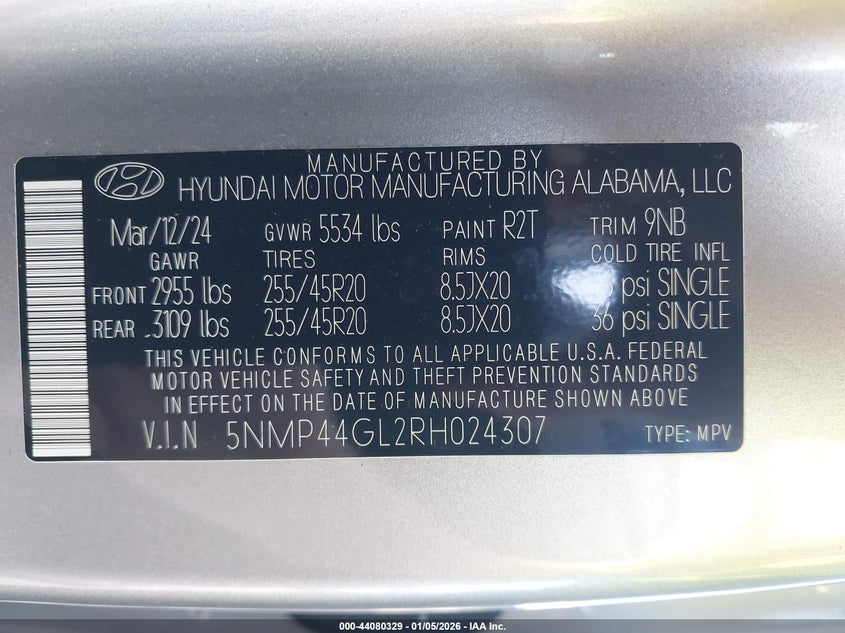 MANUFACTURED BY
HYUNDAI MOTOR MANUFACTURING ALABAMA, LLC
Mar/12/24 GVWR 5534 lbs PAINT R2T TRIM 9NB
GAWR TIRES RIMS COLD TIRE INFL
FRONT 2955 lbs 255/45R20 8.5JX20 psi SINGLE
REAR 3109 lbs 255/45R20 8.5JX20 36 psi SINGLE
THIS VEHICLE CONFORMS TO ALL APPLICABLE U.S.A. FEDERAL
MOTOR VEHICLE SAFETY AND THEFT PREVENTION STANDARDS
IN EFFECT ON THE DATE OF MANUFACTURE SHOWN ABOVE
V.I.N 5NMP44GL2RH024307 TYPE: MPV
000-44080329 - 01/05/2026 - IAA Inc.